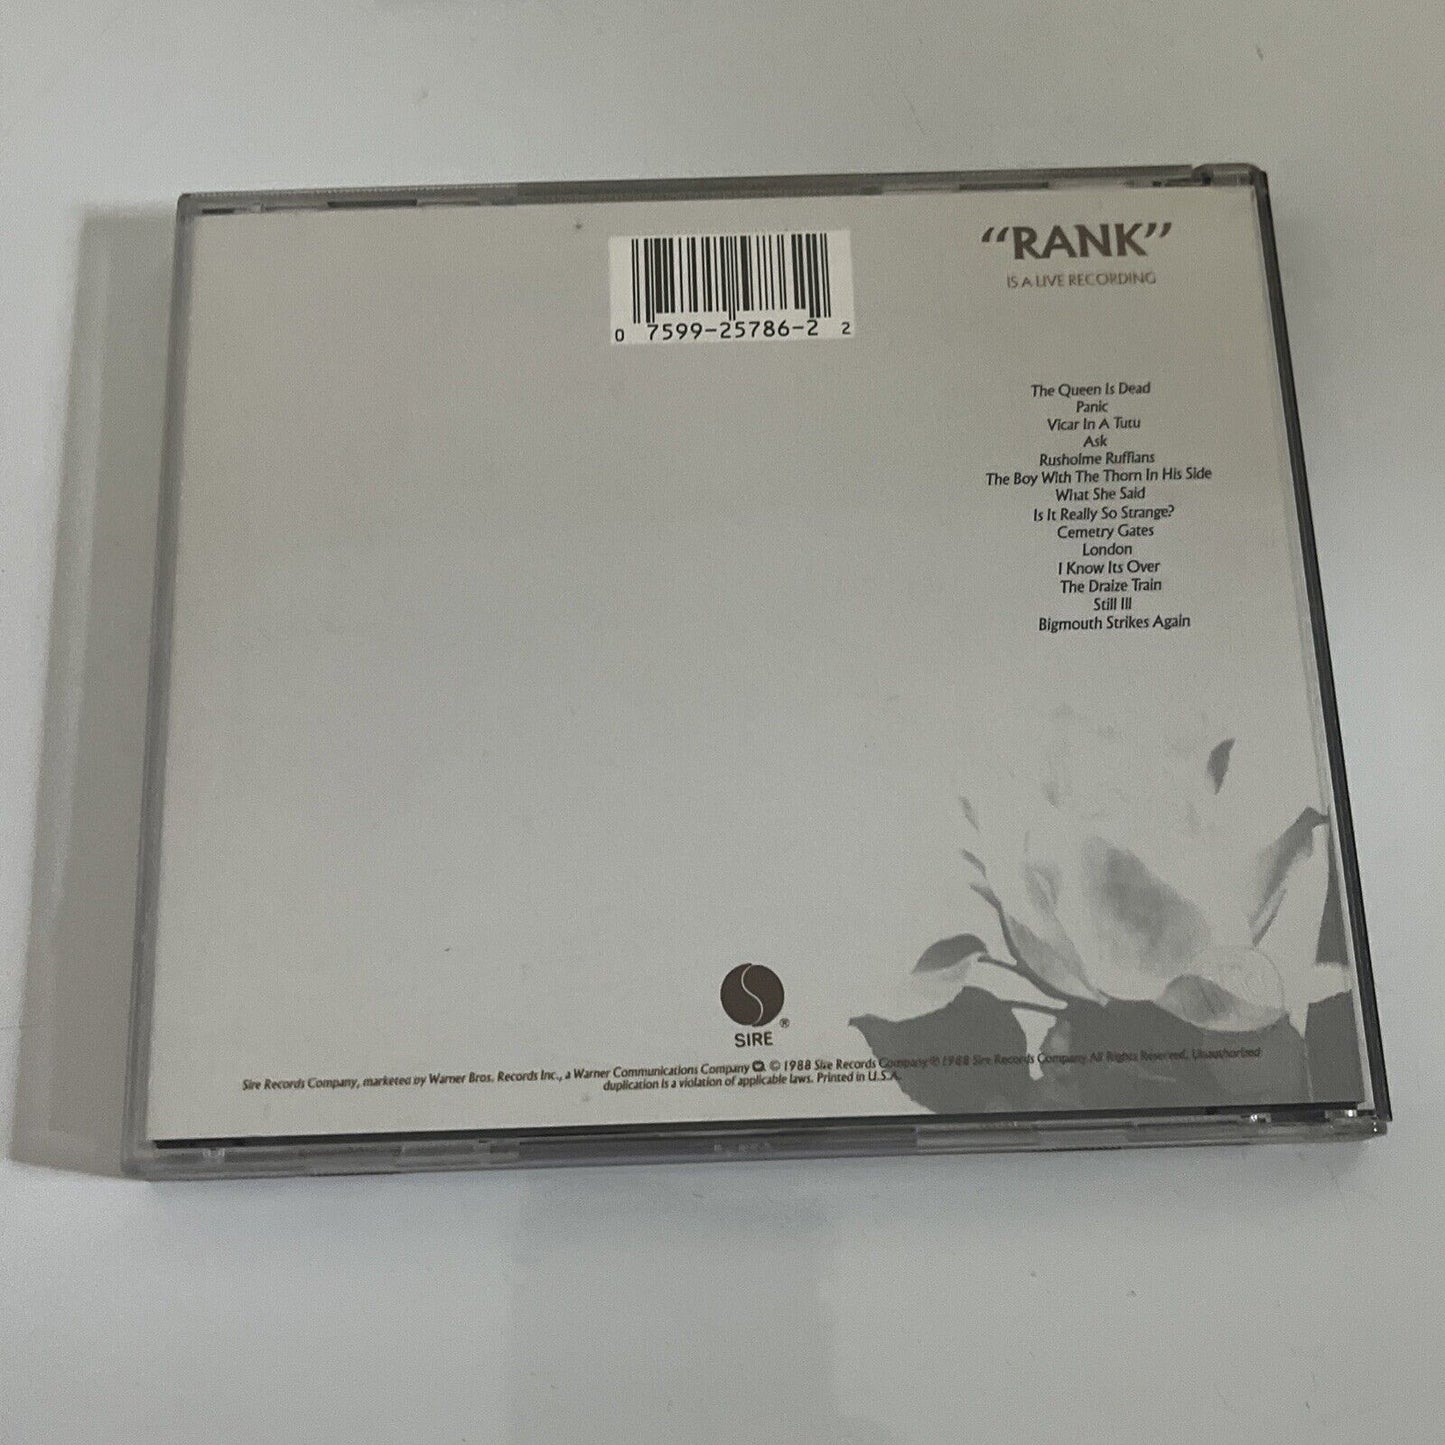 “RANK”
IS A LIVE RECORDING
0 7599-25786-2 2
The Queen Is Dead
Panic
Vicar In A Tutu
Ask
Rusholme Ruffians
The Boy With The Thorn In His Side
What She Said
Is It Really So Strange?
Cemetry Gates
London
I Know Its Over
The Draize Train
Still Ill
Bigmouth Strikes Again
SIRE ®
Sire Records Company, marketed by Warner Bros. Records Inc., a Warner Communications Company © 1988 Sire Records Company ℗ 1988 Sire Records Company All Rights Reserved. Unauthorized
duplication is a violation of applicable laws. Printed in U.S.A.